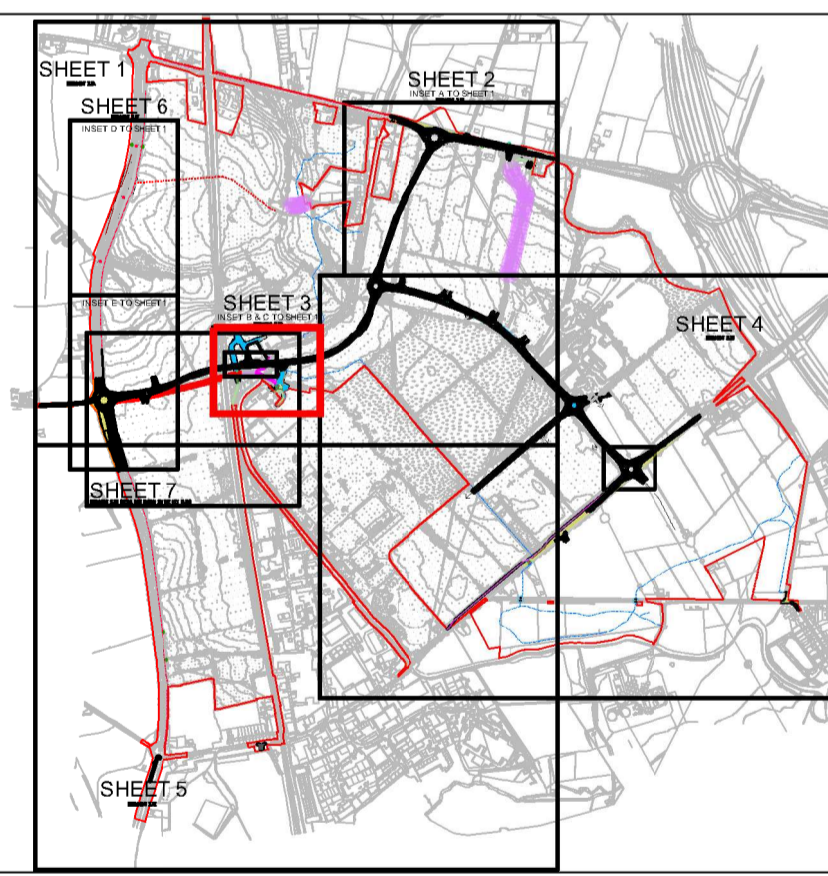 SHEET 1
SHEET 2
INSET A TO SHEET 1
SHEET 6
INSET D TO SHEET 1
INSET E TO SHEET 1
SHEET 3
INSET B & C TO SHEET 1
SHEET 4
SHEET 7
SHEET 5